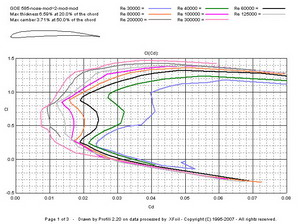 GOE 585-nose-mod^2-mod-mod
Max thickness 6.59% at 20.0% of the chord
Max camber 3.71% at 50.0% of the chord
Re 30000 = Re 40000 = Re 60000 =
Re 80000 = Re 100000 = Re 125000 =
Re 200000 = Re 300000 =
Cl(Cd)
1.5
1.0
Cl
0.5
0.0
-0.5
0.00 0.01 0.02 0.03 0.04 0.05 0.06 0.07 0.08
Cd
Page 1 of 3 - Drawn by Profili 2.20 on data processed by XFoil - Copyright (C) 1995-2007 - All rights reserved.